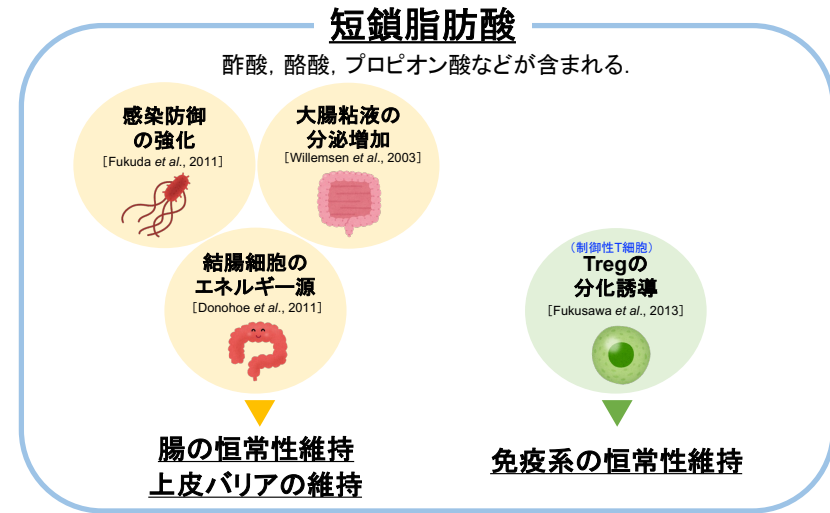 短鎖脂肪酸
酢酸, 酪酸, プロピオン酸などが含まれる.
感染防御
の強化
[Fukuda et al., 2011]
大腸粘液の
分泌増加
[Willemsen et al., 2003]
結腸細胞の
エネルギー源
[Donohoe et al., 2011]
腸の恒常性維持
上皮バリアの維持
(制御性T細胞)
Tregの
分化誘導
[Fukusawa et al., 2013]
免疫系の恒常性維持